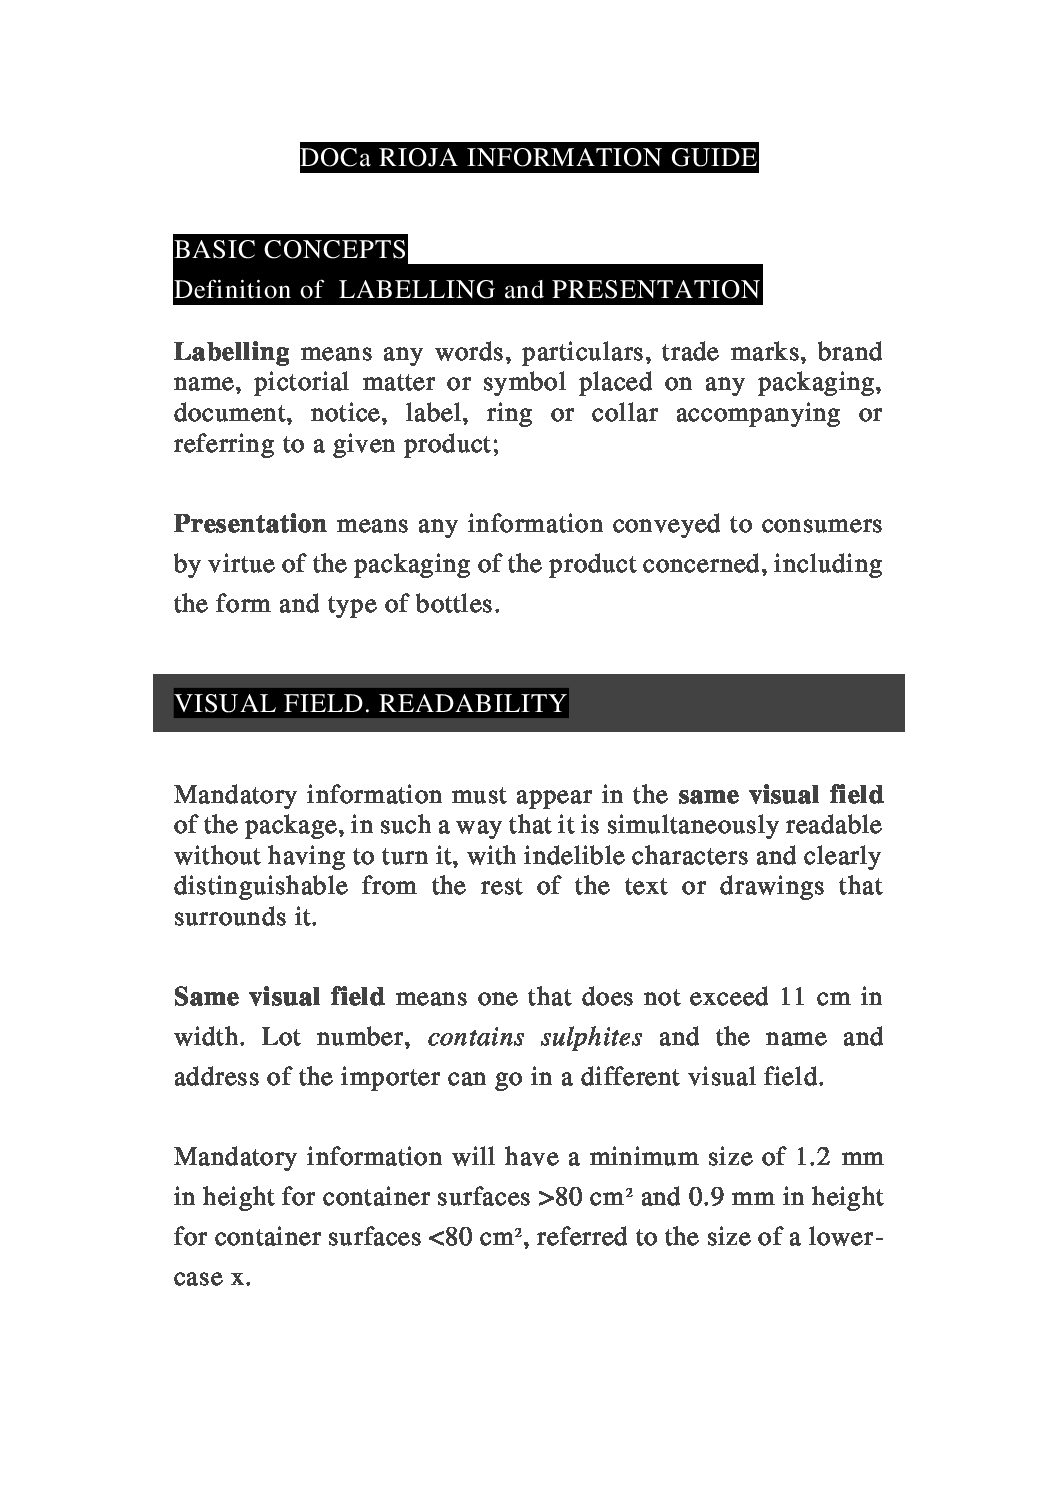 DOCa RIOJA INFORMATION GUIDE
BASIC CONCEPTS
Definition of LABELLING and PRESENTATION
Labelling means any words, particulars, trade marks, brand
name, pictorial matter or symbol placed on any packaging,
document, notice, label, ring or collar accompanying or
referring to a given product;
Presentation means any information conveyed to consumers
by virtue of the packaging of the product concerned, including
the form and type of bottles.
VISUAL FIELD. READABILITY
Mandatory information must appear in the same visual field
of the package, in such a way that it is simultaneously readable
without having to turn it, with indelible characters and clearly
distinguishable from the rest of the text or drawings that
surrounds it.
Same visual field means one that does not exceed 11 cm in
width. Lot number, contains sulphites and the name and
address of the importer can go in a different visual field.
Mandatory information will have a minimum size of 1.2 mm
in height for container surfaces >80 cm² and 0.9 mm in height
for container surfaces <80 cm², referred to the size of a lower-
case x.